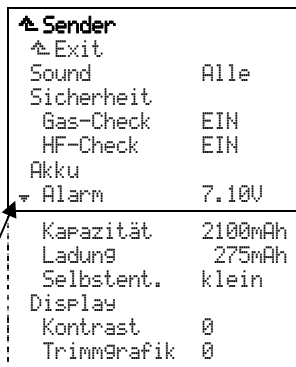 Sender
Exit
Sound Alle
Sicherheit
Gas-Check EIN
HF-Check EIN
Akku
Alarm 7.10V
Kapazität 2100mAh
Ladung 275mAh
Selbstent. klein
Display
Kontrast 0
Trimmgrafik 0